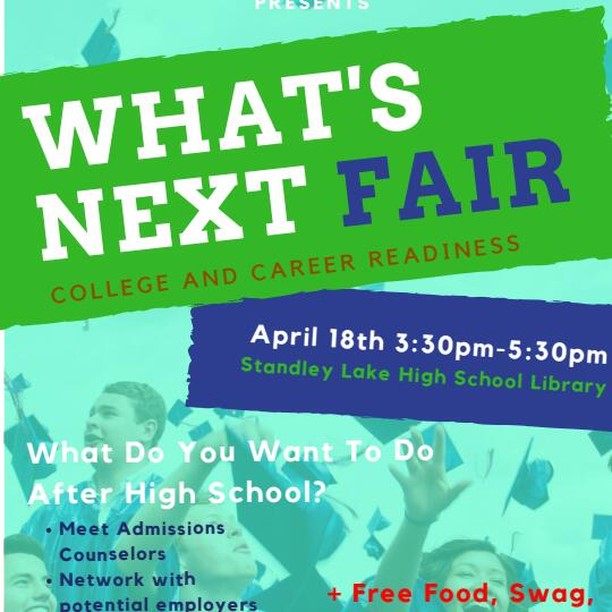 PRESENTS
WHAT'S
NEXT FAIR
COLLEGE AND CAREER READINESS
April 18th 3:30pm-5:30pm
Standley Lake High School Library
What Do You Want To Do
After High School?
• Meet Admissions
Counselors
• Network with
potential employers
+ Free Food, Swag,